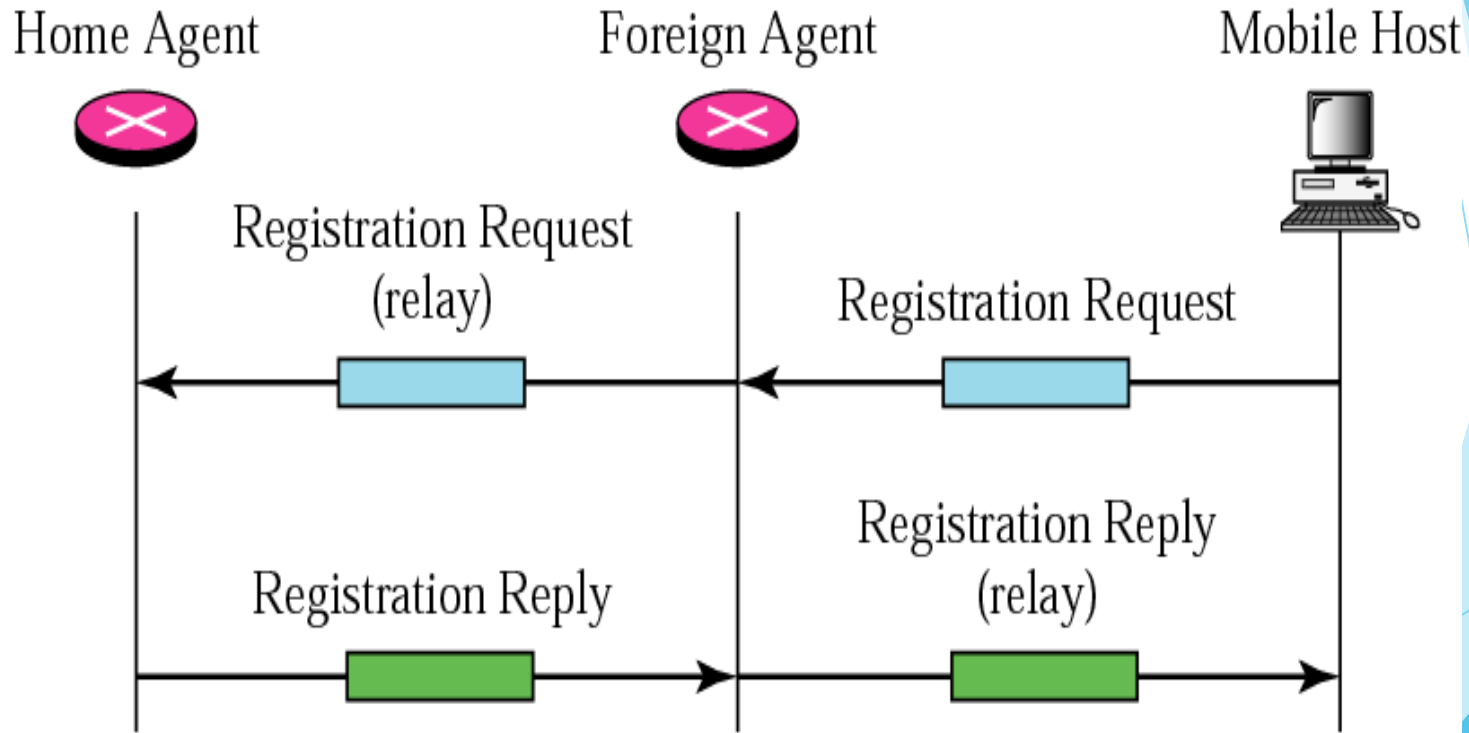 Home Agent
Foreign Agent
Mobile Host
Registration Request
(relay)
Registration Request
Registration Reply
Registration Reply
(relay)